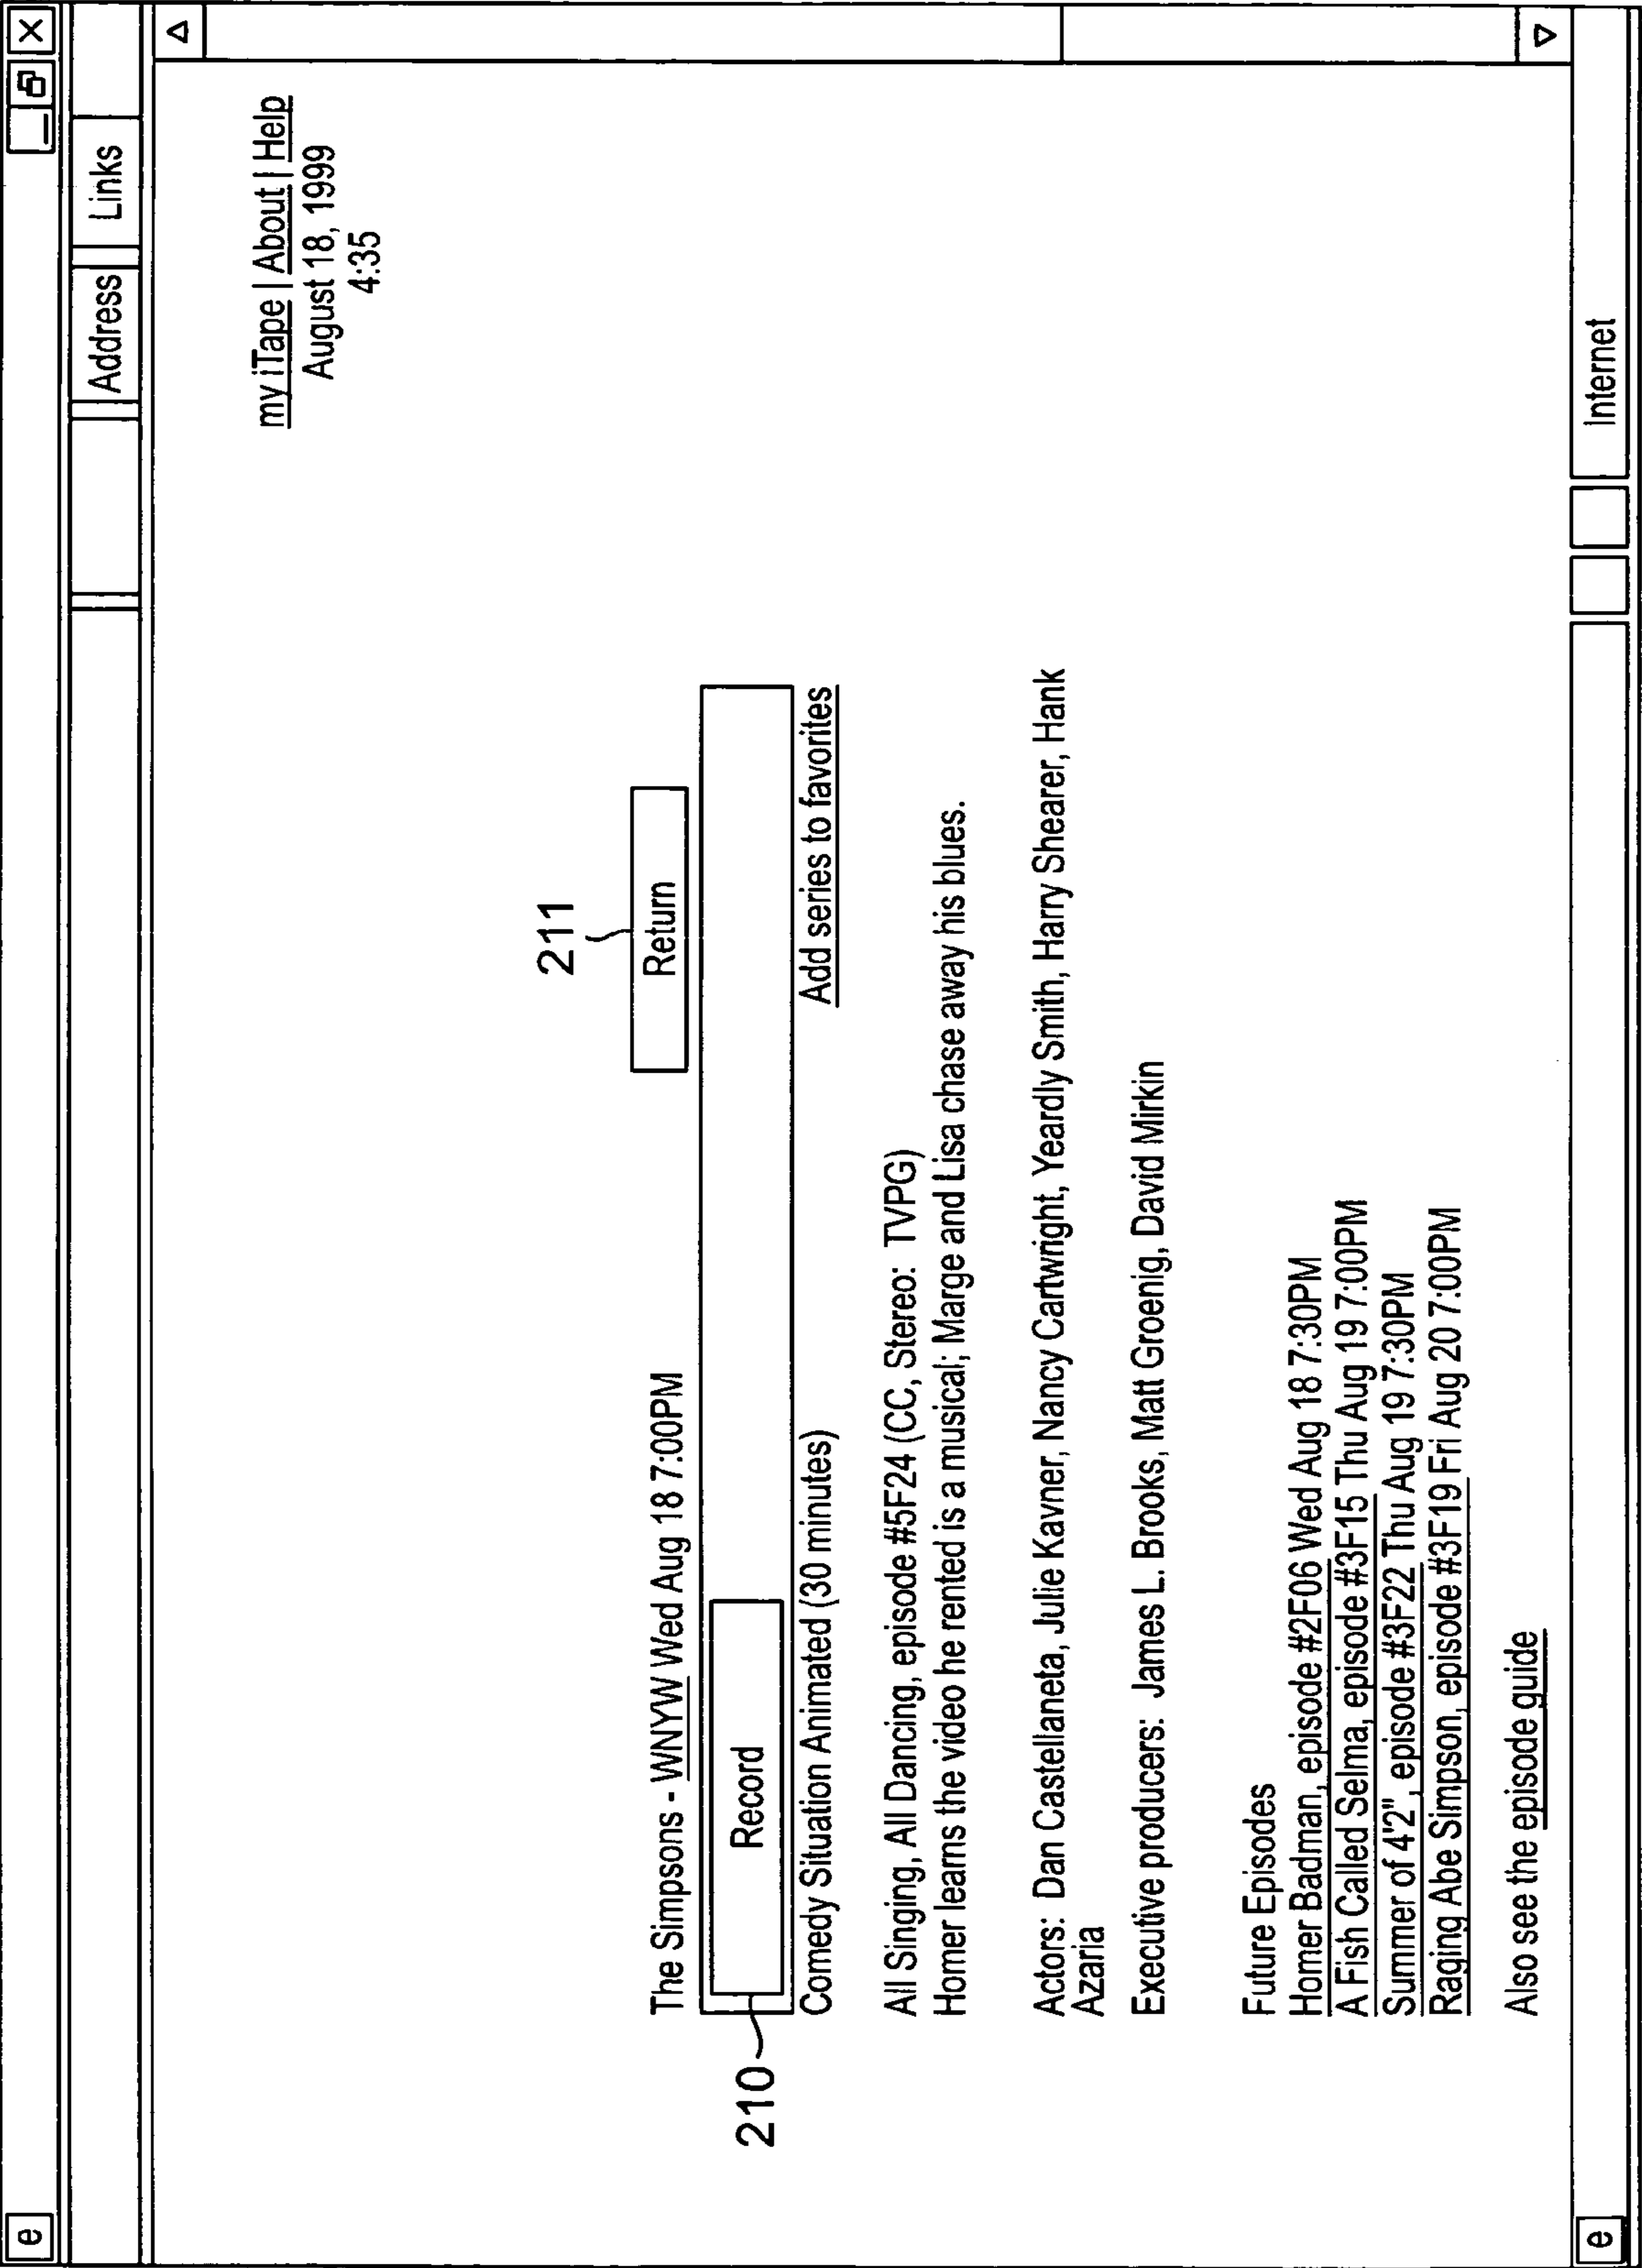 e
Address
Links
my iTape | About | Help
August 18, 1999
4:35
211
Return
The Simpsons - WNYW Wed Aug 18 7:00PM
210
Record
Comedy Situation Animated (30 minutes)
Add series to favorites
All Singing, All Dancing, episode #5F24 (CC, Stereo: TVPG)
Homer learns the video he rented is a musical; Marge and Lisa chase away his blues.
Actors: Dan Castellaneta, Julie Kavner, Nancy Cartwright, Yeardly Smith, Harry Shearer, Hank
Azaria
Executive producers: James L. Brooks, Matt Groenig, David Mirkin
Future Episodes
Homer Badman, episode #2F06 Wed Aug 18 7:30PM
A Fish Called Selma, episode #3F15 Thu Aug 19 7:00PM
Summer of 4'2", episode #3F22 Thu Aug 19 7:30PM
Raging Abe Simpson, episode #3F19 Fri Aug 20 7:00PM
Also see the episode guide
e
Internet